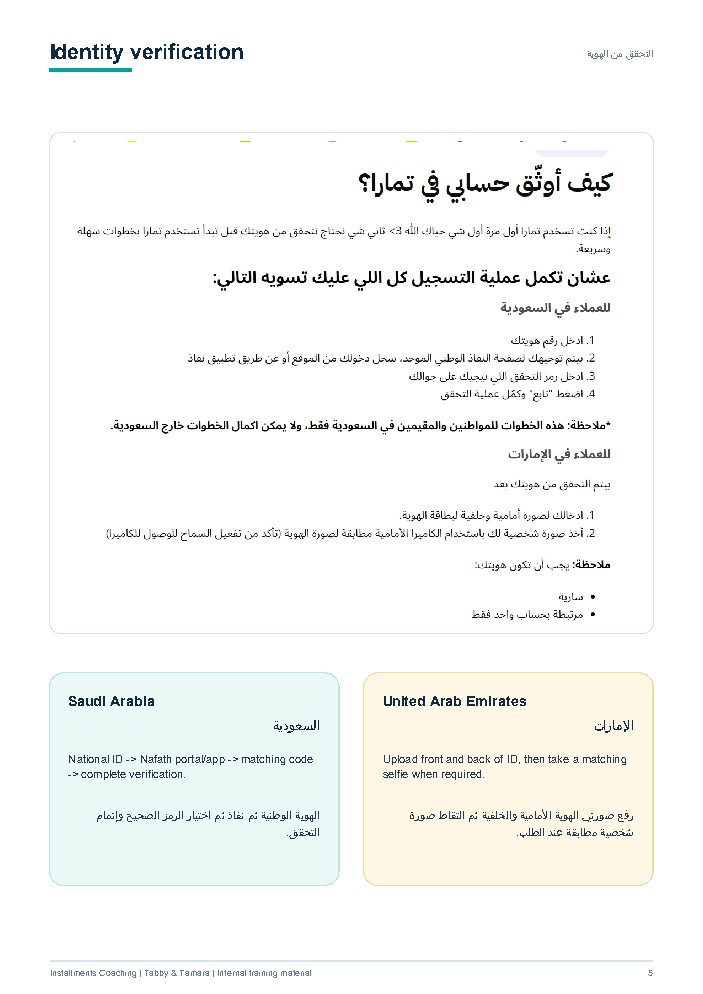 Identity verification
التحقق من الهوية
كيف أوثّق حسابي في تمارا؟
إذا كنت تستخدم تمارا أول مرة أول شي حياك الله 3> ثاني شي نحتاج نتحقق من هويتك قبل تبدأ تستخدم تمارا بخطوات سهلة
وسريعة.
عشان تكمل عملية التسجيل كل اللي عليك تسويه التالي:
للعملاء في السعودية
1. ادخل رقم هويتك
2. بيتم توجيهك لصفحة النفاذ الوطني الموحد، سجل دخولك من الموقع أو عن طريق تطبيق نفاذ
3. ادخل رمز التحقق اللي بيجيك على جوالك
4. اضغط "تابع" وكمّل عملية التحقق
*ملاحظة: هذه الخطوات للمواطنين والمقيمين في السعودية فقط، ولا يمكن اكمال الخطوات خارج السعودية.
للعملاء في الإمارات
بيتم التحقق من هويتك بعد
1. ادخالك لصورة أمامية وخلفية لبطاقة الهوية.
2. أخذ صورة شخصية لك باستخدام الكاميرا الأمامية مطابقة لصورة الهوية (تأكد من تفعيل السماح للوصول للكاميرا)
ملاحظة: يجب أن تكون هويتك:
• سارية
• مرتبطة بحساب واحد فقط
Saudi Arabia
السعودية
National ID -> Nafath portal/app -> matching code
-> complete verification.
الهوية الوطنية ثم نفاذ ثم اختيار الرمز الصحيح وإتمام
التحقق.
United Arab Emirates
الإمارات
Upload front and back of ID, then take a matching
selfie when required.
رفع صورتي الهوية الأمامية والخلفية ثم التقاط صورة
شخصية مطابقة عند الطلب.
Installments Coaching | Tabby & Tamara | Internal training material
5